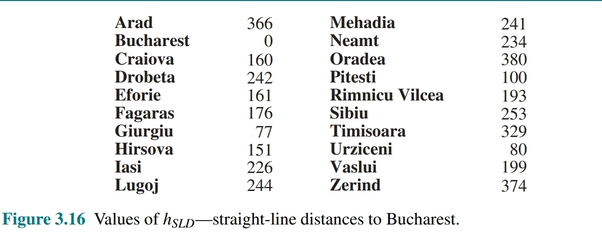 Arad 366 Mehadia 241
Bucharest 0 Neamt 234
Craiova 160 Oradea 380
Drobeta 242 Pitesti 100
Eforie 161 Rimnicu Vilcea 193
Fagaras 176 Sibiu 253
Giurgiu 77 Timisoara 329
Hirsova 151 Urziceni 80
Iasi 226 Vaslui 199
Lugoj 244 Zerind 374
Figure 3.16 Values of hSLD—straight-line distances to Bucharest.